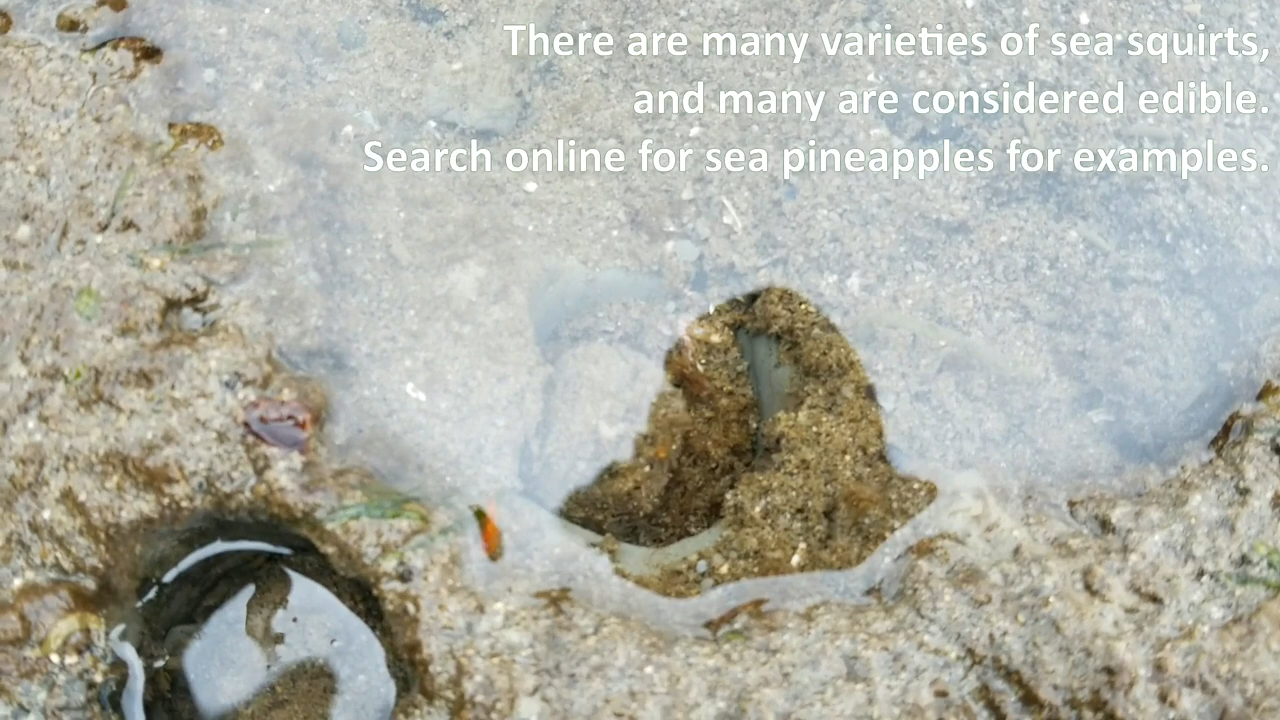 There are many varieties of sea squirts,
and many are considered edible.
Search online for sea pineapples for examples.